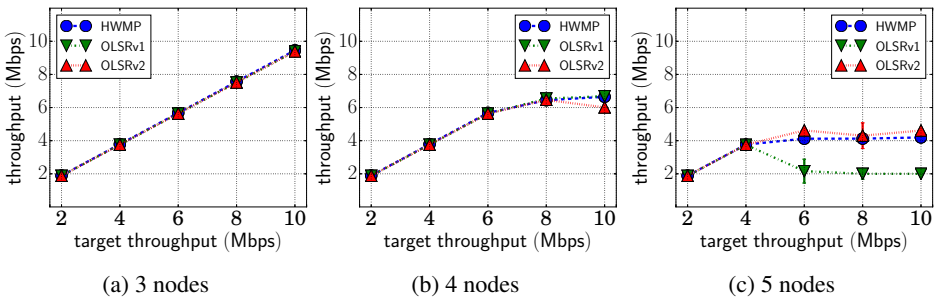 throughput (Mbps)
10
8
6
4
2
HWMP
OLSRv1
OLSRv2
2 4 6 8 10
target throughput (Mbps)
(a) 3 nodes
throughput (Mbps)
10
8
6
4
2
HWMP
OLSRv1
OLSRv2
2 4 6 8 10
target throughput (Mbps)
(b) 4 nodes
throughput (Mbps)
10
8
6
4
2
HWMP
OLSRv1
OLSRv2
2 4 6 8 10
target throughput (Mbps)
(c) 5 nodes